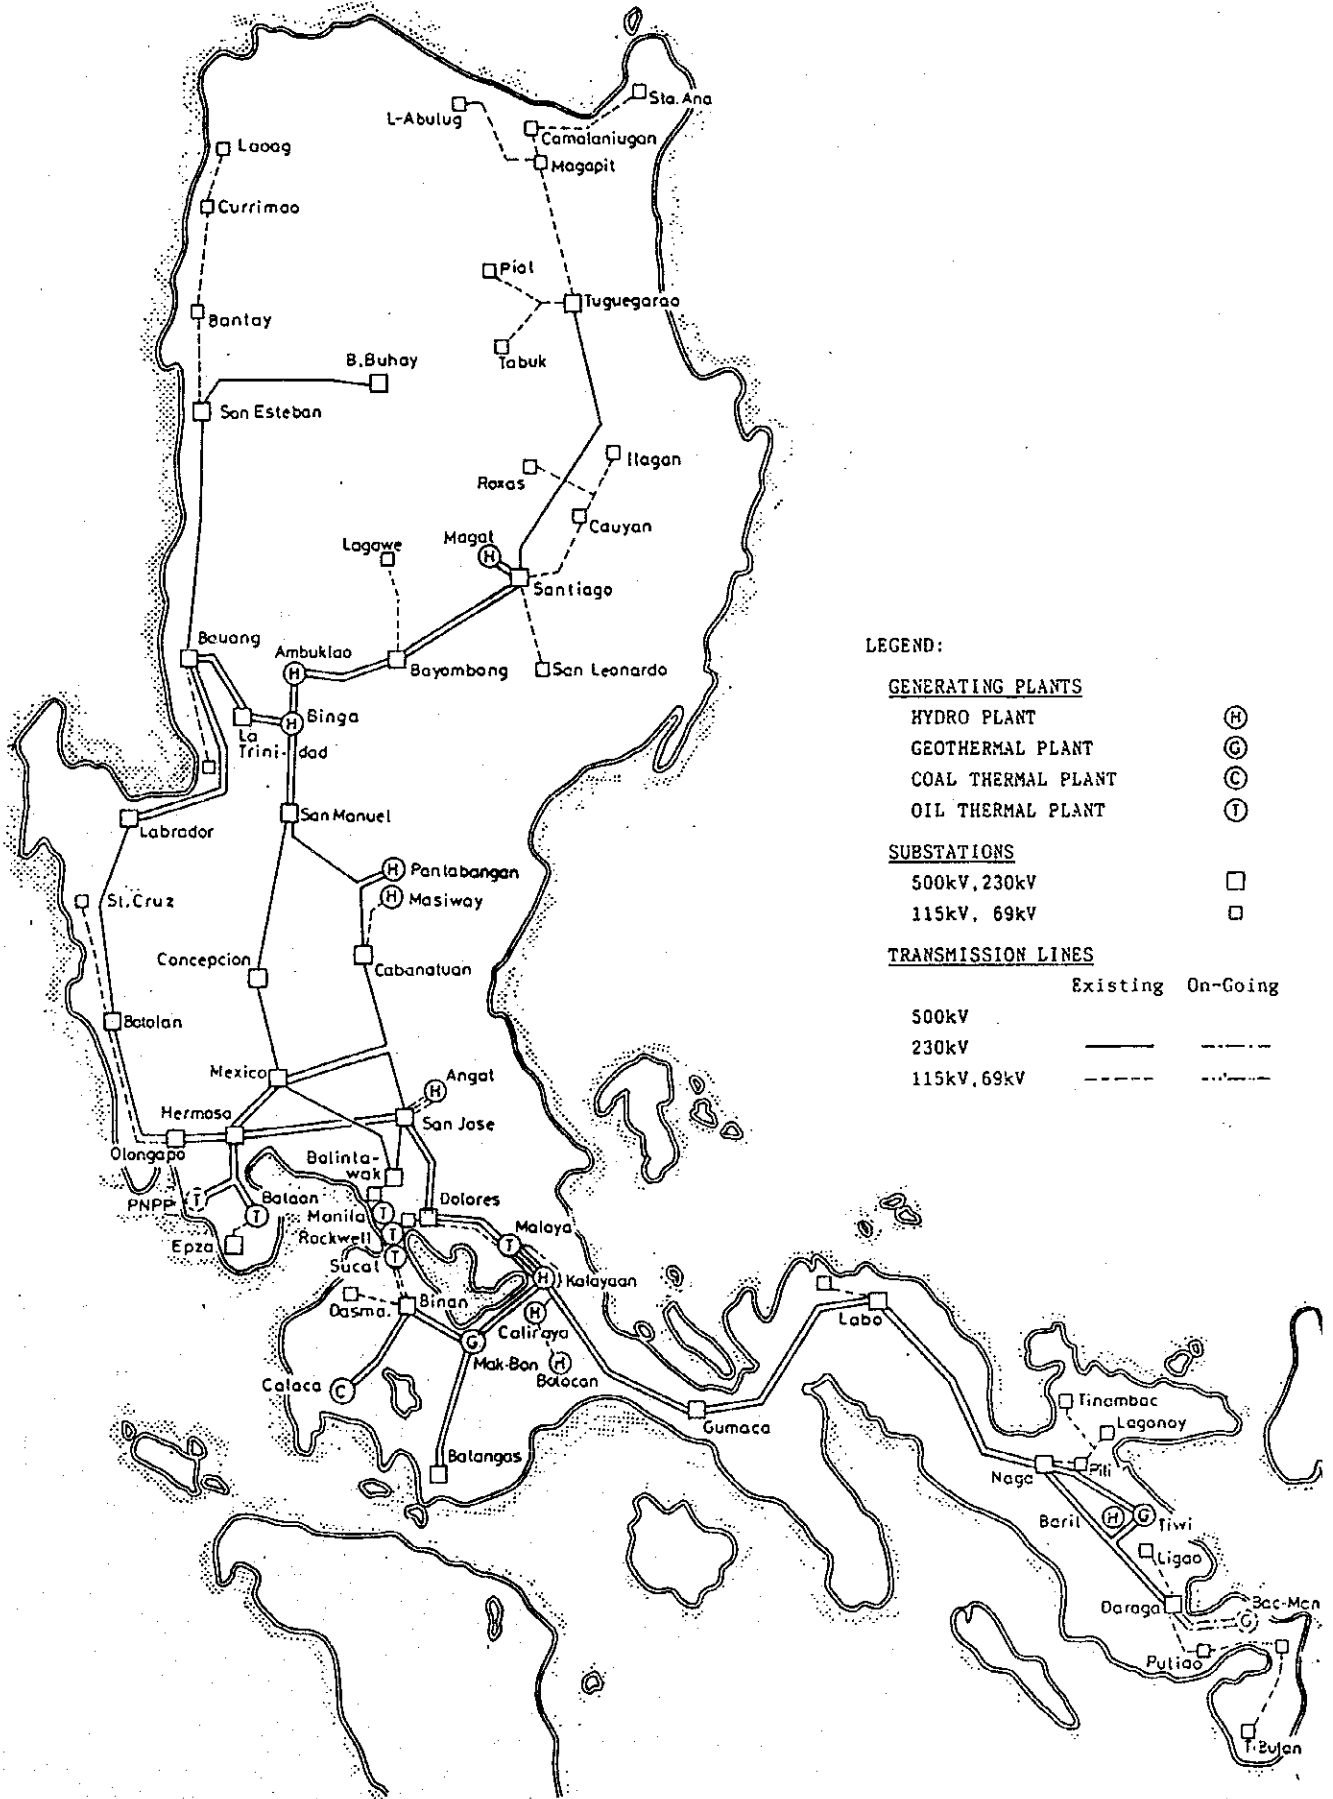 Sta. Ana
L-Abulug
Camalaniugan
Magapit
Laoag
Currimao
Piat
Tuguegarao
Bantay
Tabuk
B.Buhay
San Esteban
Ilagan
Roxas
Cauyan
Magat
H
Lagawe
Santiago
Bauang
Ambuklao
H
Bayombong
San Leonardo
H
Binga
La
Trini-dad
San Manuel
Labrador
H
Pantabangan
H
Masiway
St.Cruz
Concepcion
Cabanatuan
Botolan
Mexico
H
Angat
Hermosa
San Jose
Olongapo
Balinta-
wak
PNPP
T
Bataan
T
Dolores
Manila
T
Rockwell
T
Malaya
T
Epza
Sucat
T
H
Kalayaan
Dasma.
Binan
H
Caliraya
G
Mak-Ban
H
Botocan
Calaca
C
Labo
Gumaca
Batangas
Tinambac
Lagonoy
Naga
Pili
Barit
H
G
Tiwi
Ligao
Daraga
Bac-Man
G
Putiao
T.Bulan
LEGEND:
GENERATING PLANTS
HYDRO PLANT H
GEOTHERMAL PLANT G
COAL THERMAL PLANT C
OIL THERMAL PLANT T
SUBSTATIONS
500kV,230kV
115kV, 69kV
TRANSMISSION LINES
Existing On-Going
500kV
230kV
115kV,69kV